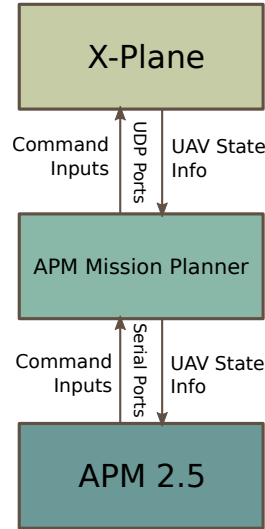 X-Plane
Command
Inputs
UDP Ports
UAV State
Info
APM Mission Planner
Command
Inputs
Serial Ports
UAV State
Info
APM 2.5